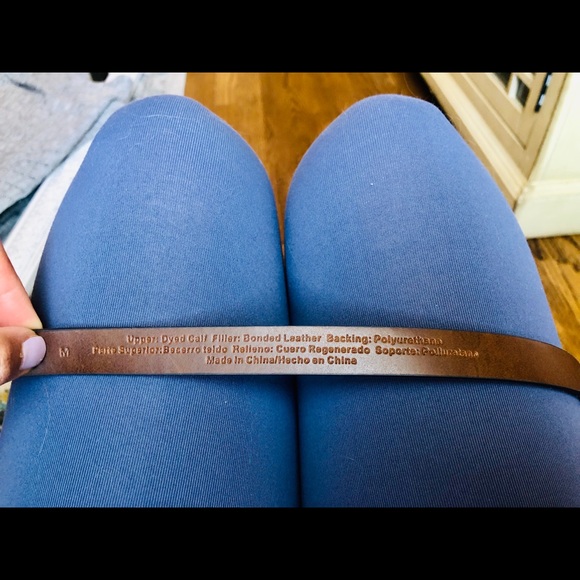 M
Upper: Dyed Calf Filler: Bonded Leather Backing: Polyurethane
Parte Superior:Becerro teido Relleno: Cuero Regenerado Soporte: Poliuretano
Made in China/Hecho en China